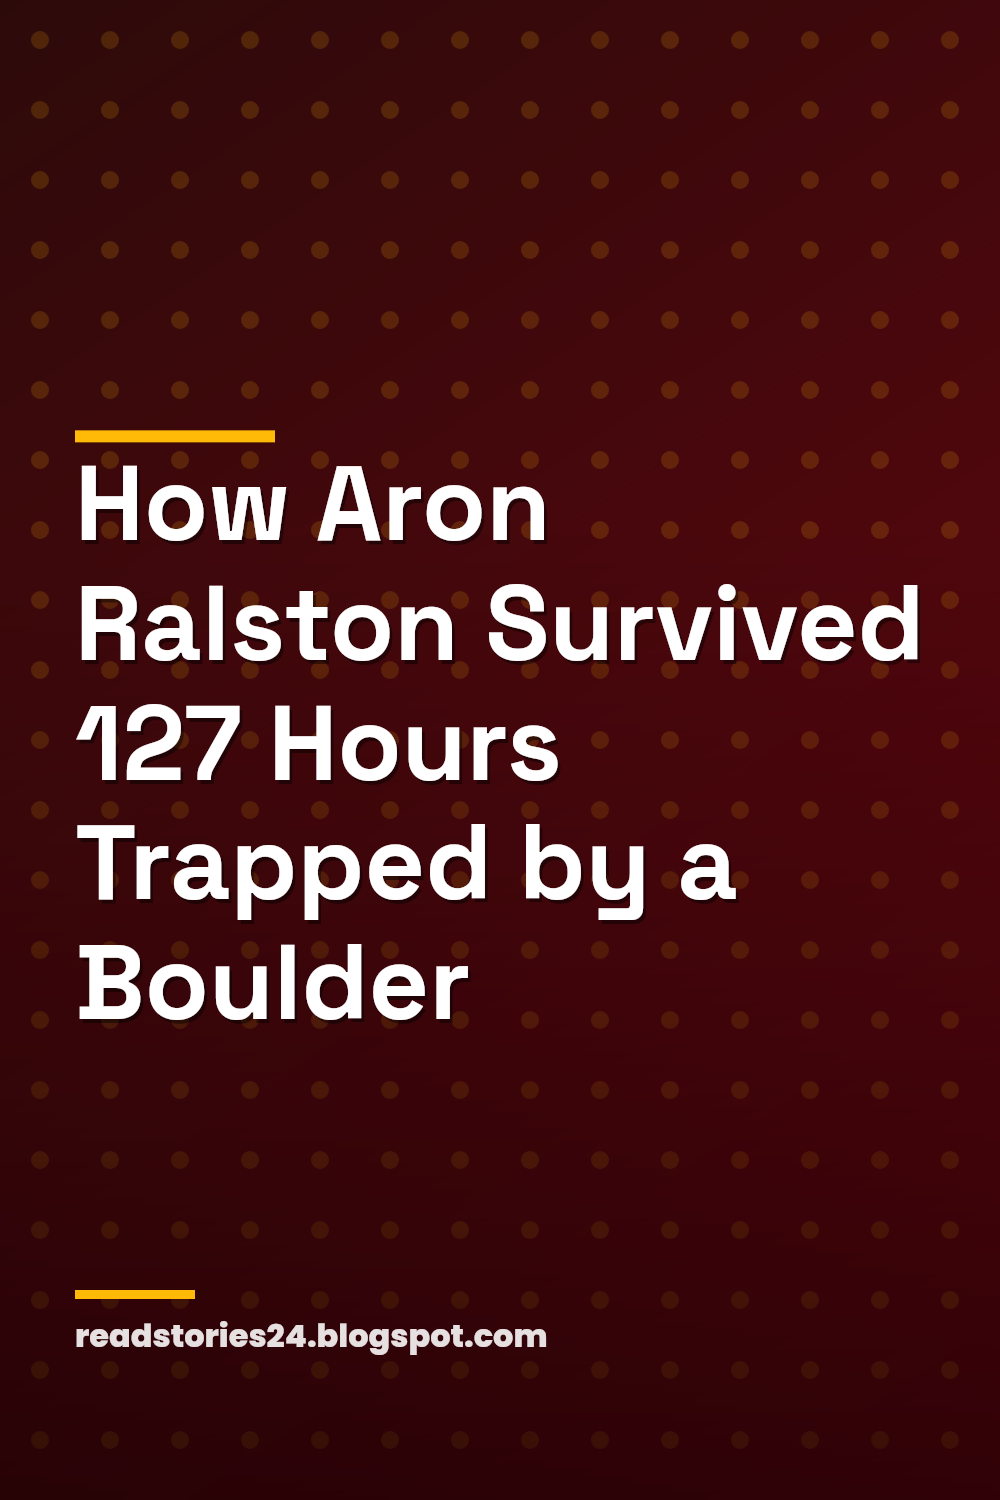 How Aron
Ralston Survived
127 Hours
Trapped by a
Boulder
readstories24.blogspot.com